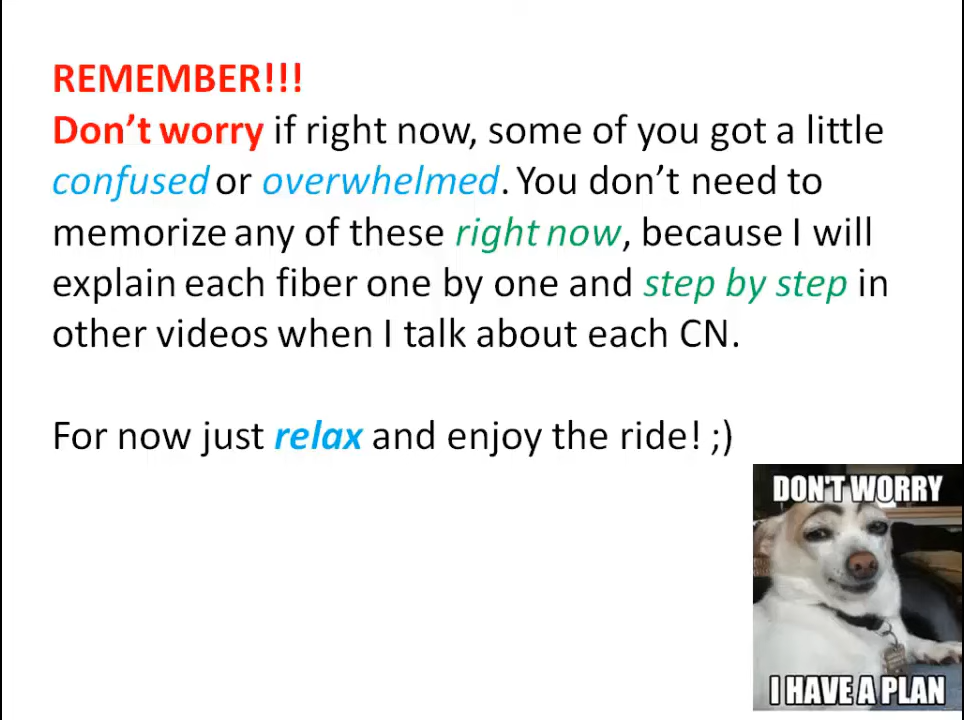 REMEMBER!!!
Don’t worry if right now, some of you got a little
confused or overwhelmed. You don’t need to
memorize any of these right now, because I will
explain each fiber one by one and step by step in
other videos when I talk about each CN.
For now just relax and enjoy the ride! ;)
DON'T WORRY
I HAVE A PLAN